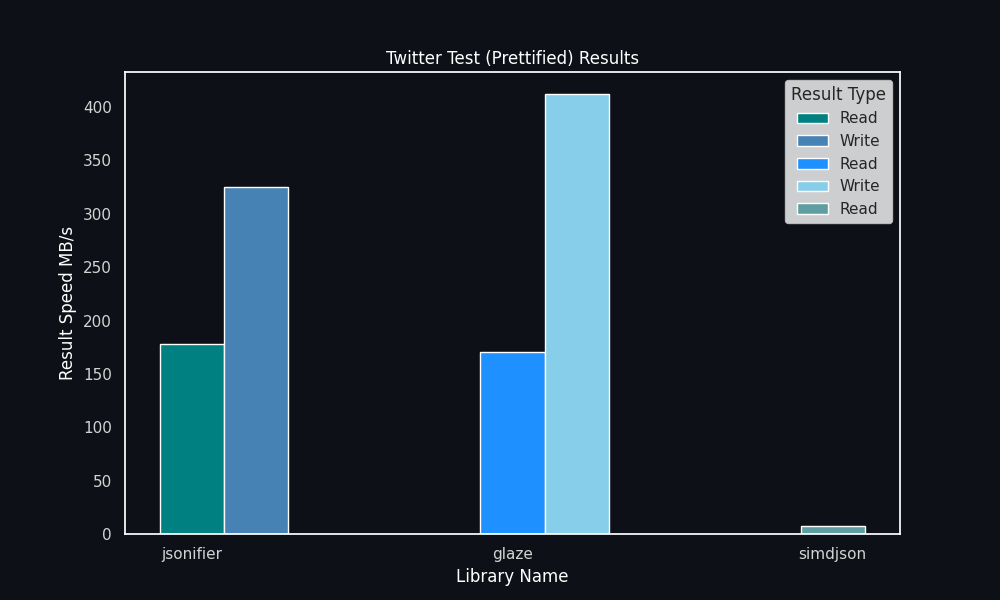 Twitter Test (Prettified) Results
Result Speed MB/s
400
350
300
250
200
150
100
50
0
Result Type
Read
Write
Read
Write
Read
jsonifier
glaze
simdjson
Library Name